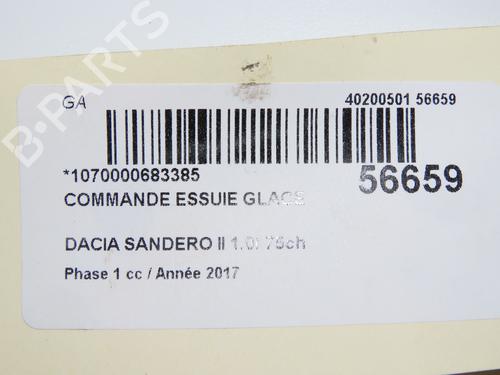 GA
40200501 56659
*1070000683385
56659
COMMANDE ESSUIE GLACE
DACIA SANDERO II 1.0i 75ch
Phase 1 cc / Année 2017
B-PARTS